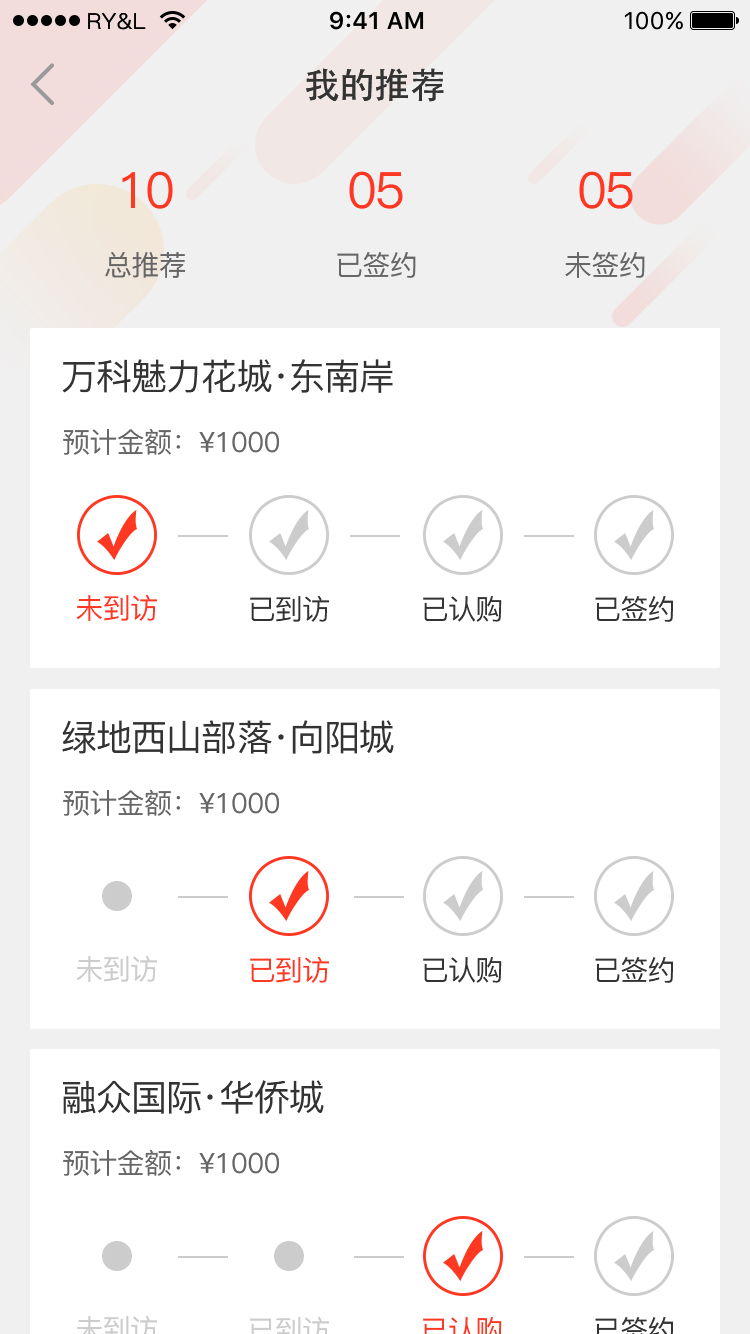 RY&L 9:41 AM 100%
我的推荐
10 05 05
总推荐 已签约 未签约
万科魅力花城·东南岸
预计金额：¥1000
未到访 已到访 已认购 已签约
绿地西山部落·向阳城
预计金额：¥1000
未到访 已到访 已认购 已签约
融众国际·华侨城
预计金额：¥1000
未到访 已到访 已认购 已签约